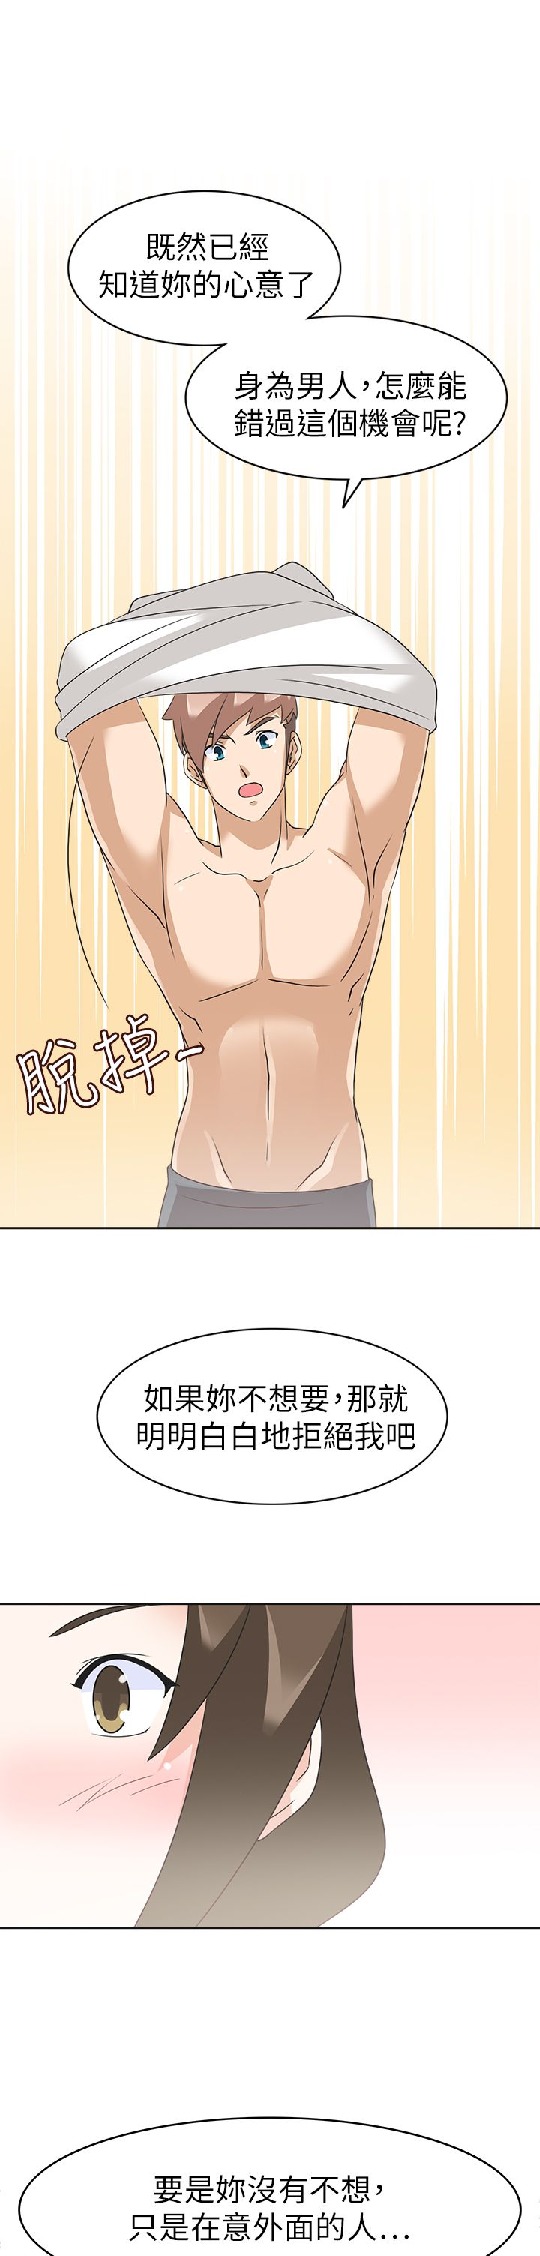 既然已經
知道妳的心意了
身為男人，怎麼能
錯過這個機會呢？
脫掉~
如果妳不想要，那就
明明白白地拒絕我吧
要是妳沒有不想，
只是在意外面的人...